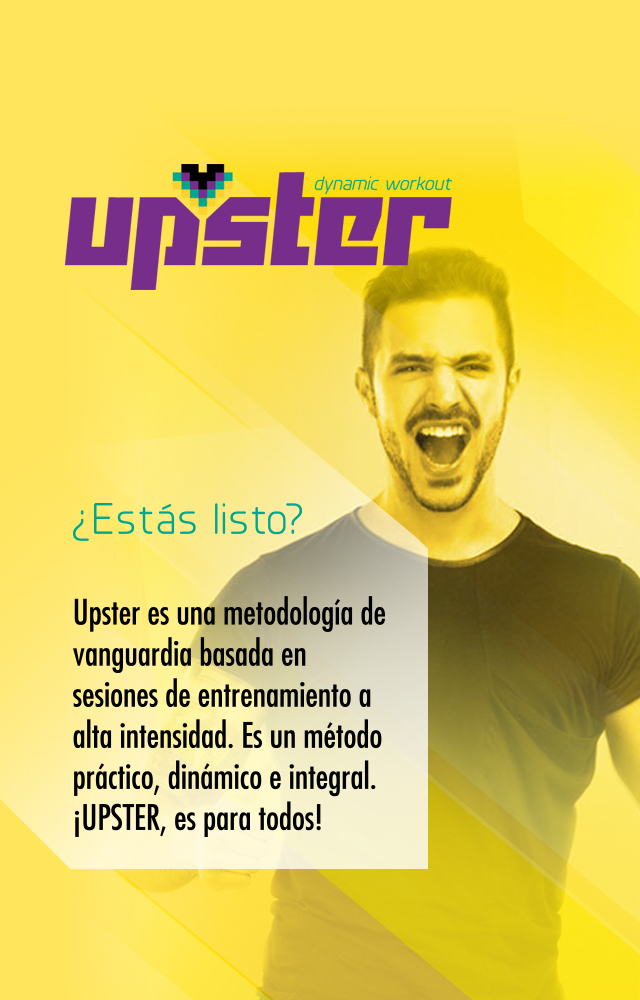 dynamic workout
upster
¿Estás listo?
Upster es una metodología de
vanguardia basada en
sesiones de entrenamiento a
alta intensidad. Es un método
práctico, dinámico e integral.
¡UPSTER, es para todos!